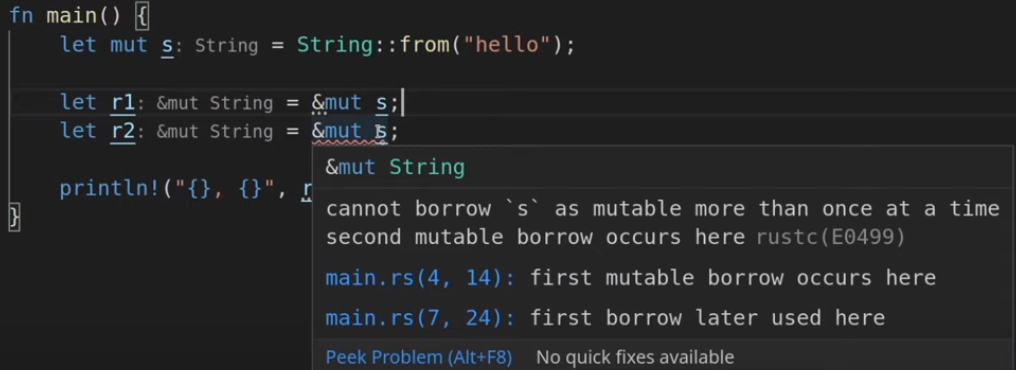 fn main() {
let mut s: String = String::from("hello");
let r1: &mut String = &mut s;
let r2: &mut String = &mut s;
println!("{}, {}", r
}
&mut String
cannot borrow `s` as mutable more than once at a time
second mutable borrow occurs here rustc(E0499)
main.rs(4, 14): first mutable borrow occurs here
main.rs(7, 24): first borrow later used here
Peek Problem (Alt+F8) No quick fixes available